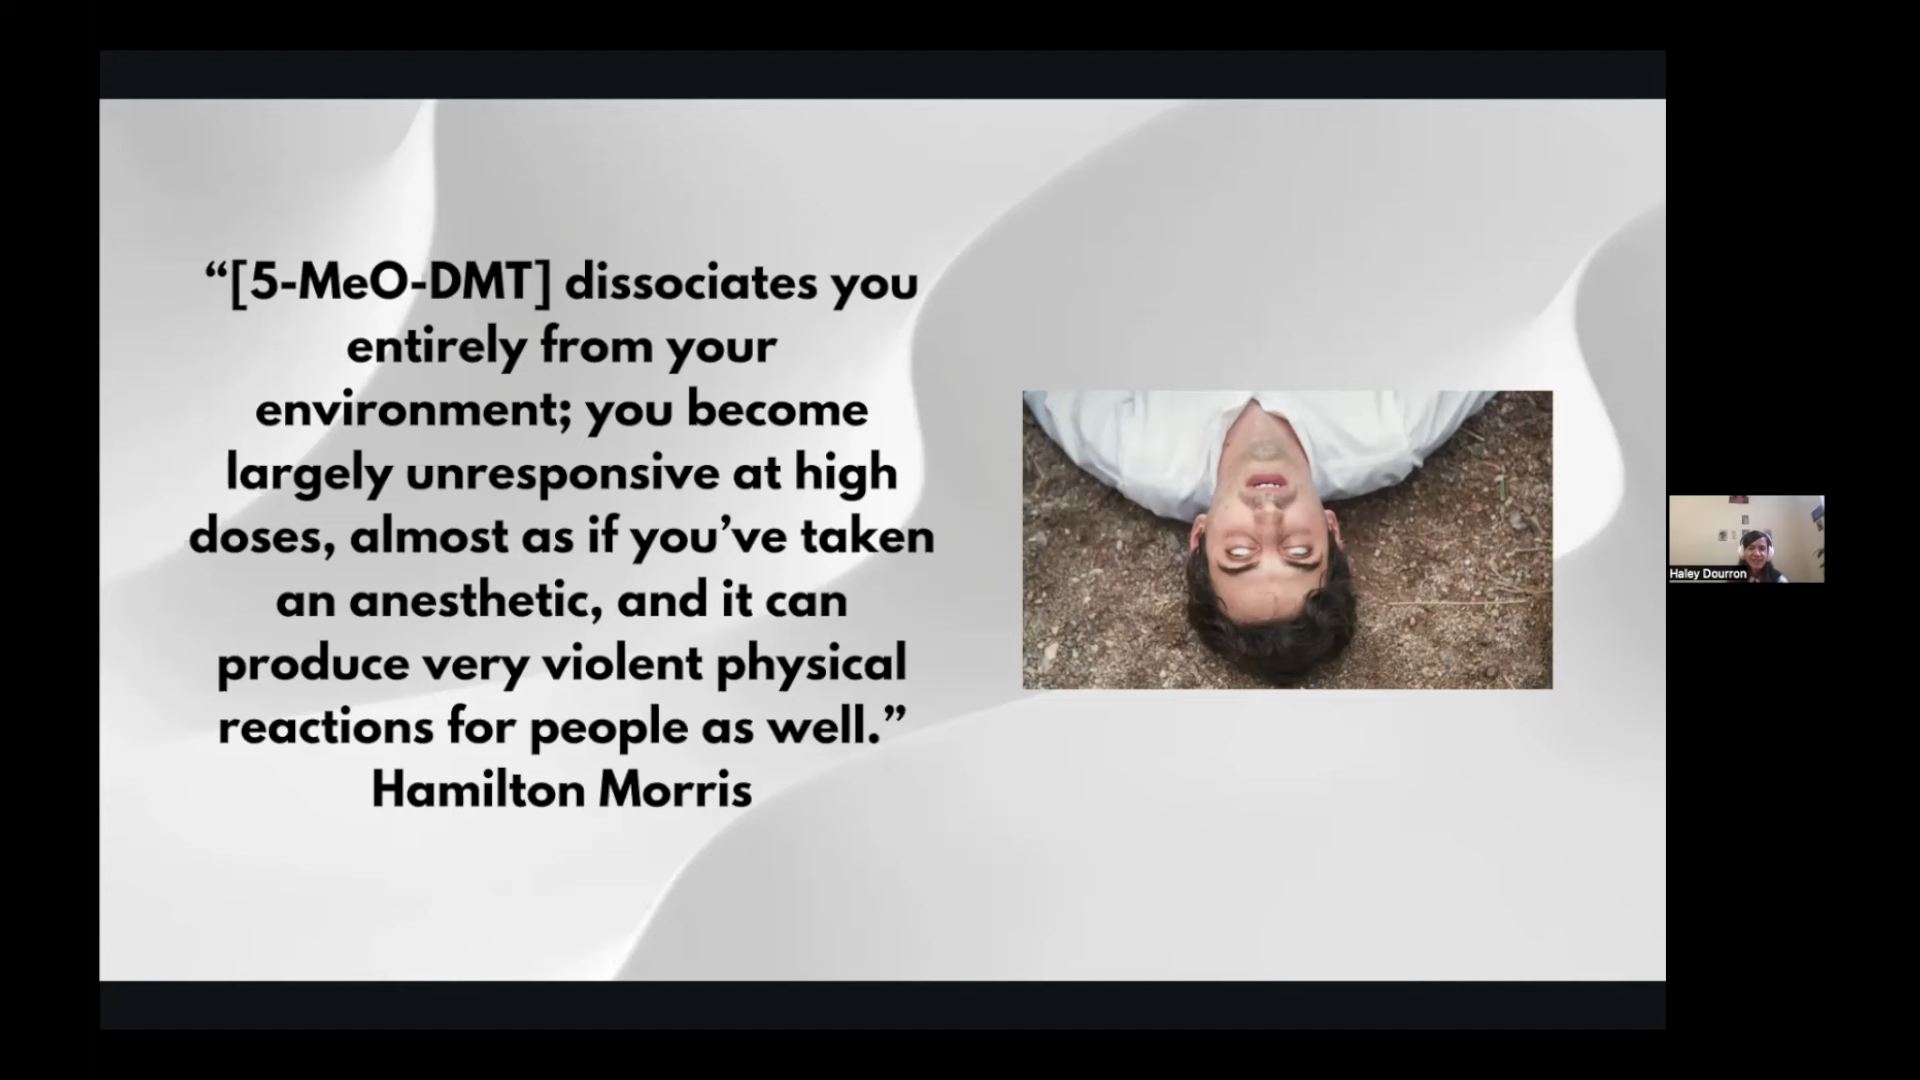 “[5-MeO-DMT] dissociates you
entirely from your
environment; you become
largely unresponsive at high
doses, almost as if you’ve taken
an anesthetic, and it can
produce very violent physical
reactions for people as well.”
Hamilton Morris
Haley Dourron